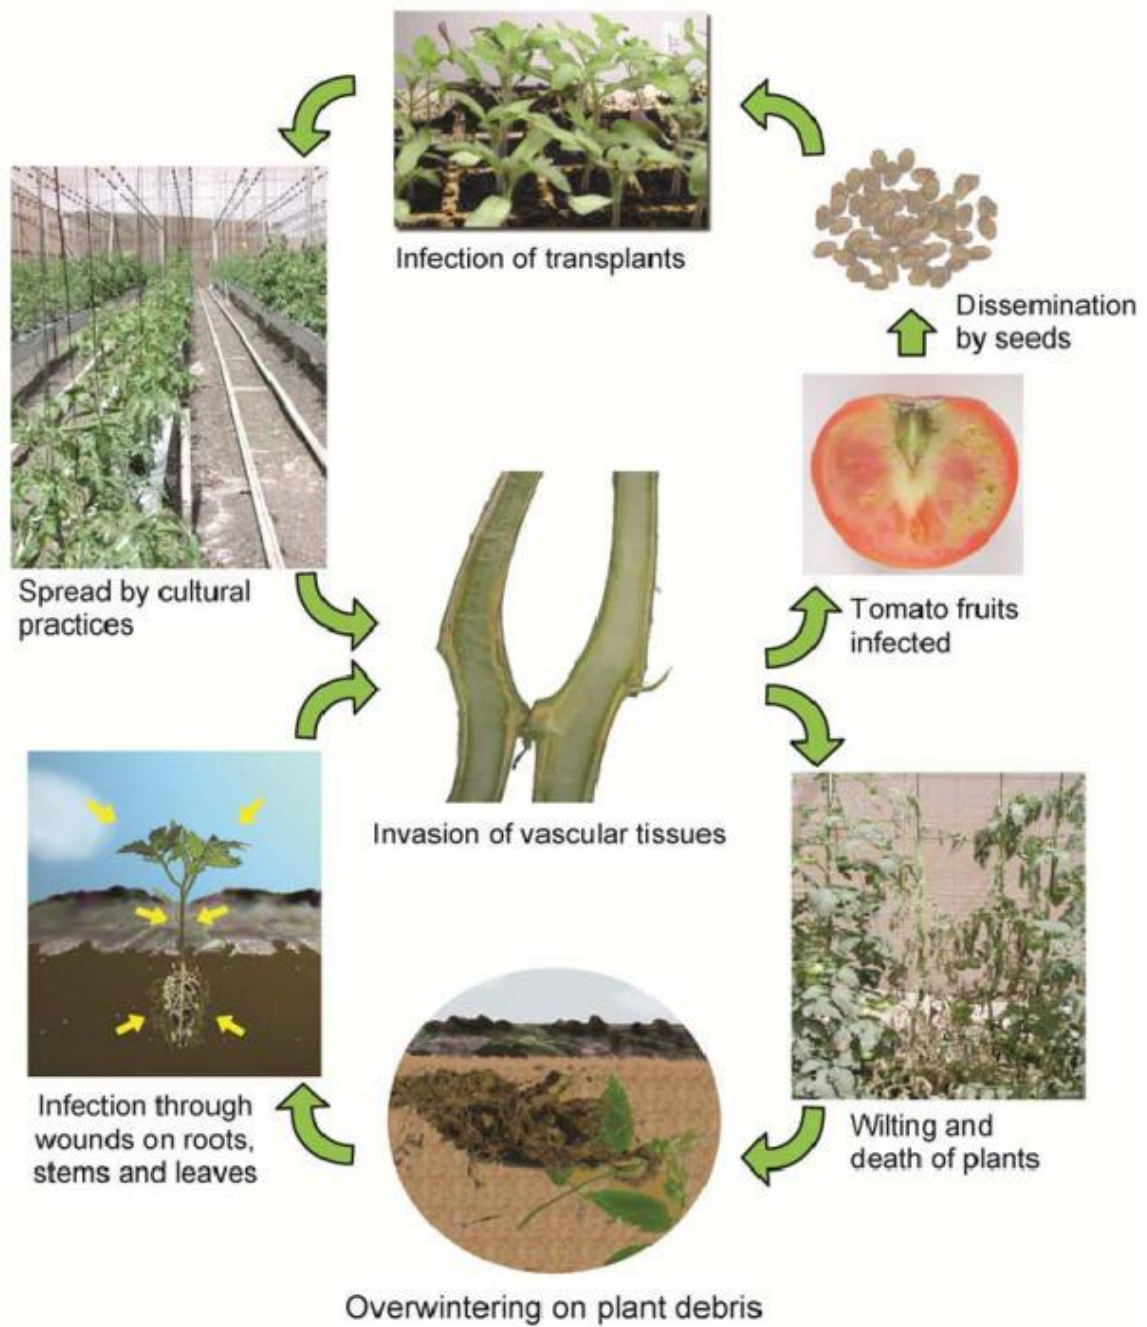 Infection of transplants
Dissemination
by seeds
Spread by cultural
practices
Tomato fruits
infected
Invasion of vascular tissues
Infection through
wounds on roots,
stems and leaves
Wilting and
death of plants
Overwintering on plant debris